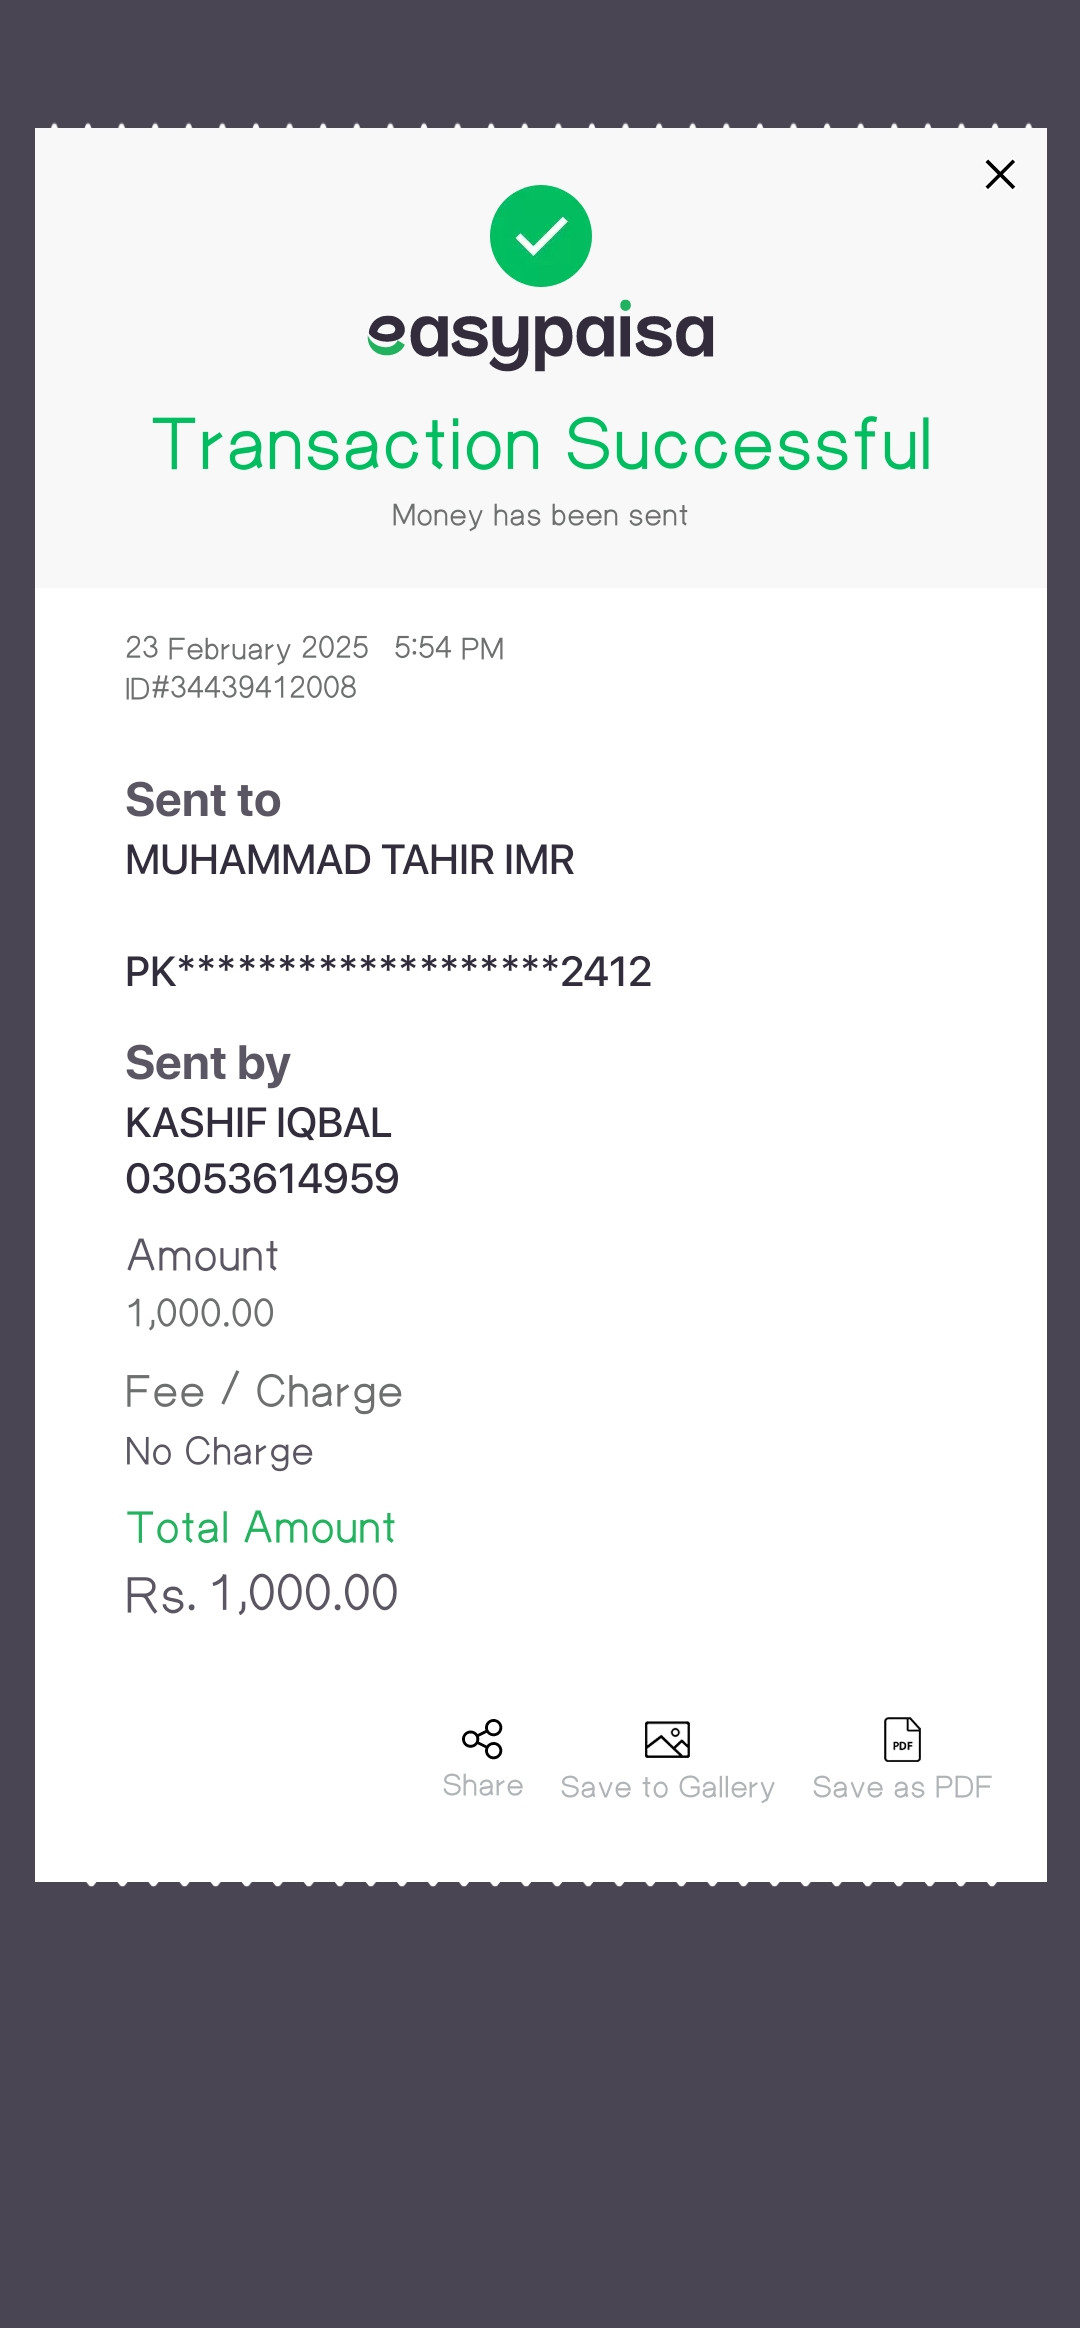 easypaisa
Transaction Successful
Money has been sent
23 February 2025 5:54 PM
ID#34439412008
Sent to
MUHAMMAD TAHIR IMR
PK*******************2412
Sent by
KASHIF IQBAL
03053614959
Amount
1,000.00
Fee / Charge
No Charge
Total Amount
Rs. 1,000.00
PDF
Share Save to Gallery Save as PDF